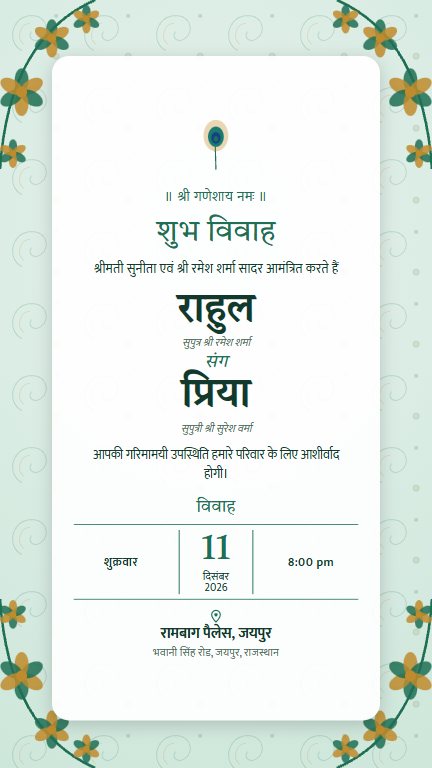 ॥ श्री गणेशाय नमः ॥
शुभ विवाह
श्रीमती सुनीता एवं श्री रमेश शर्मा सादर आमंत्रित करते हैं
राहुल
सुपुत्र श्री रमेश शर्मा
संग
प्रिया
सुपुत्री श्री सुरेश वर्मा
आपकी गरिमामयी उपस्थिति हमारे परिवार के लिए आशीर्वाद
होगी।
विवाह
शुक्रवार
11
दिसंबर
2026
8:00 pm
रामबाग पैलेस, जयपुर
भवानी सिंह रोड, जयपुर, राजस्थान